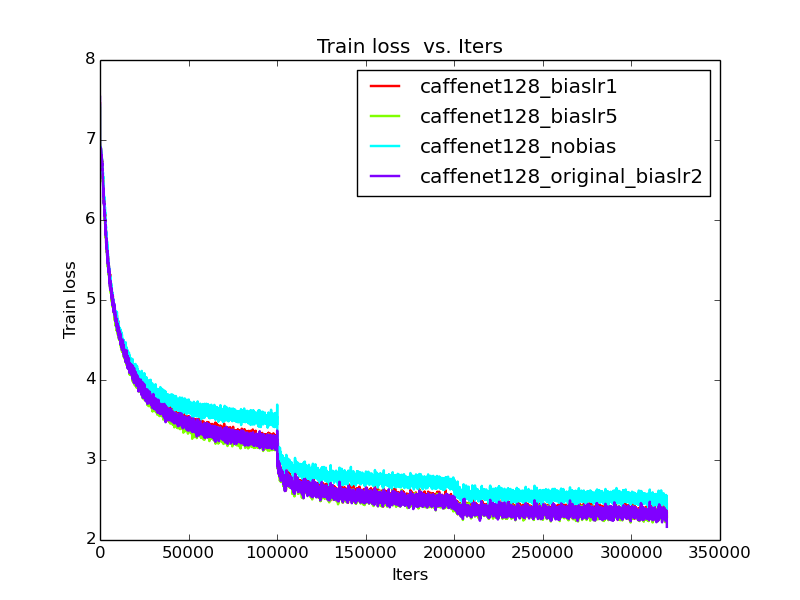 Train loss  vs. Iters
caffenet128_biaslr1
caffenet128_biaslr5
caffenet128_nobias
caffenet128_original_biaslr2
8
7
6
5
4
3
2
Train loss
0
50000
100000
150000
200000
250000
300000
350000
Iters